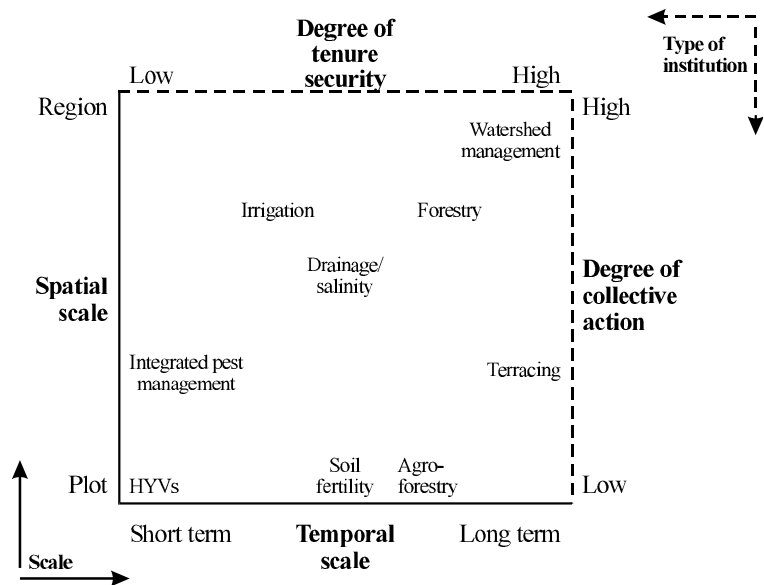 Degree of
tenure
security
Type of
institution
Low
High
Region
High
Watershed
management
Irrigation
Forestry
Drainage/
salinity
Spatial
scale
Degree of
collective
action
Integrated pest
management
Terracing
Plot
HYVs
Soil
fertility
Agro-
forestry
Low
Short term
Temporal
scale
Long term
Scale